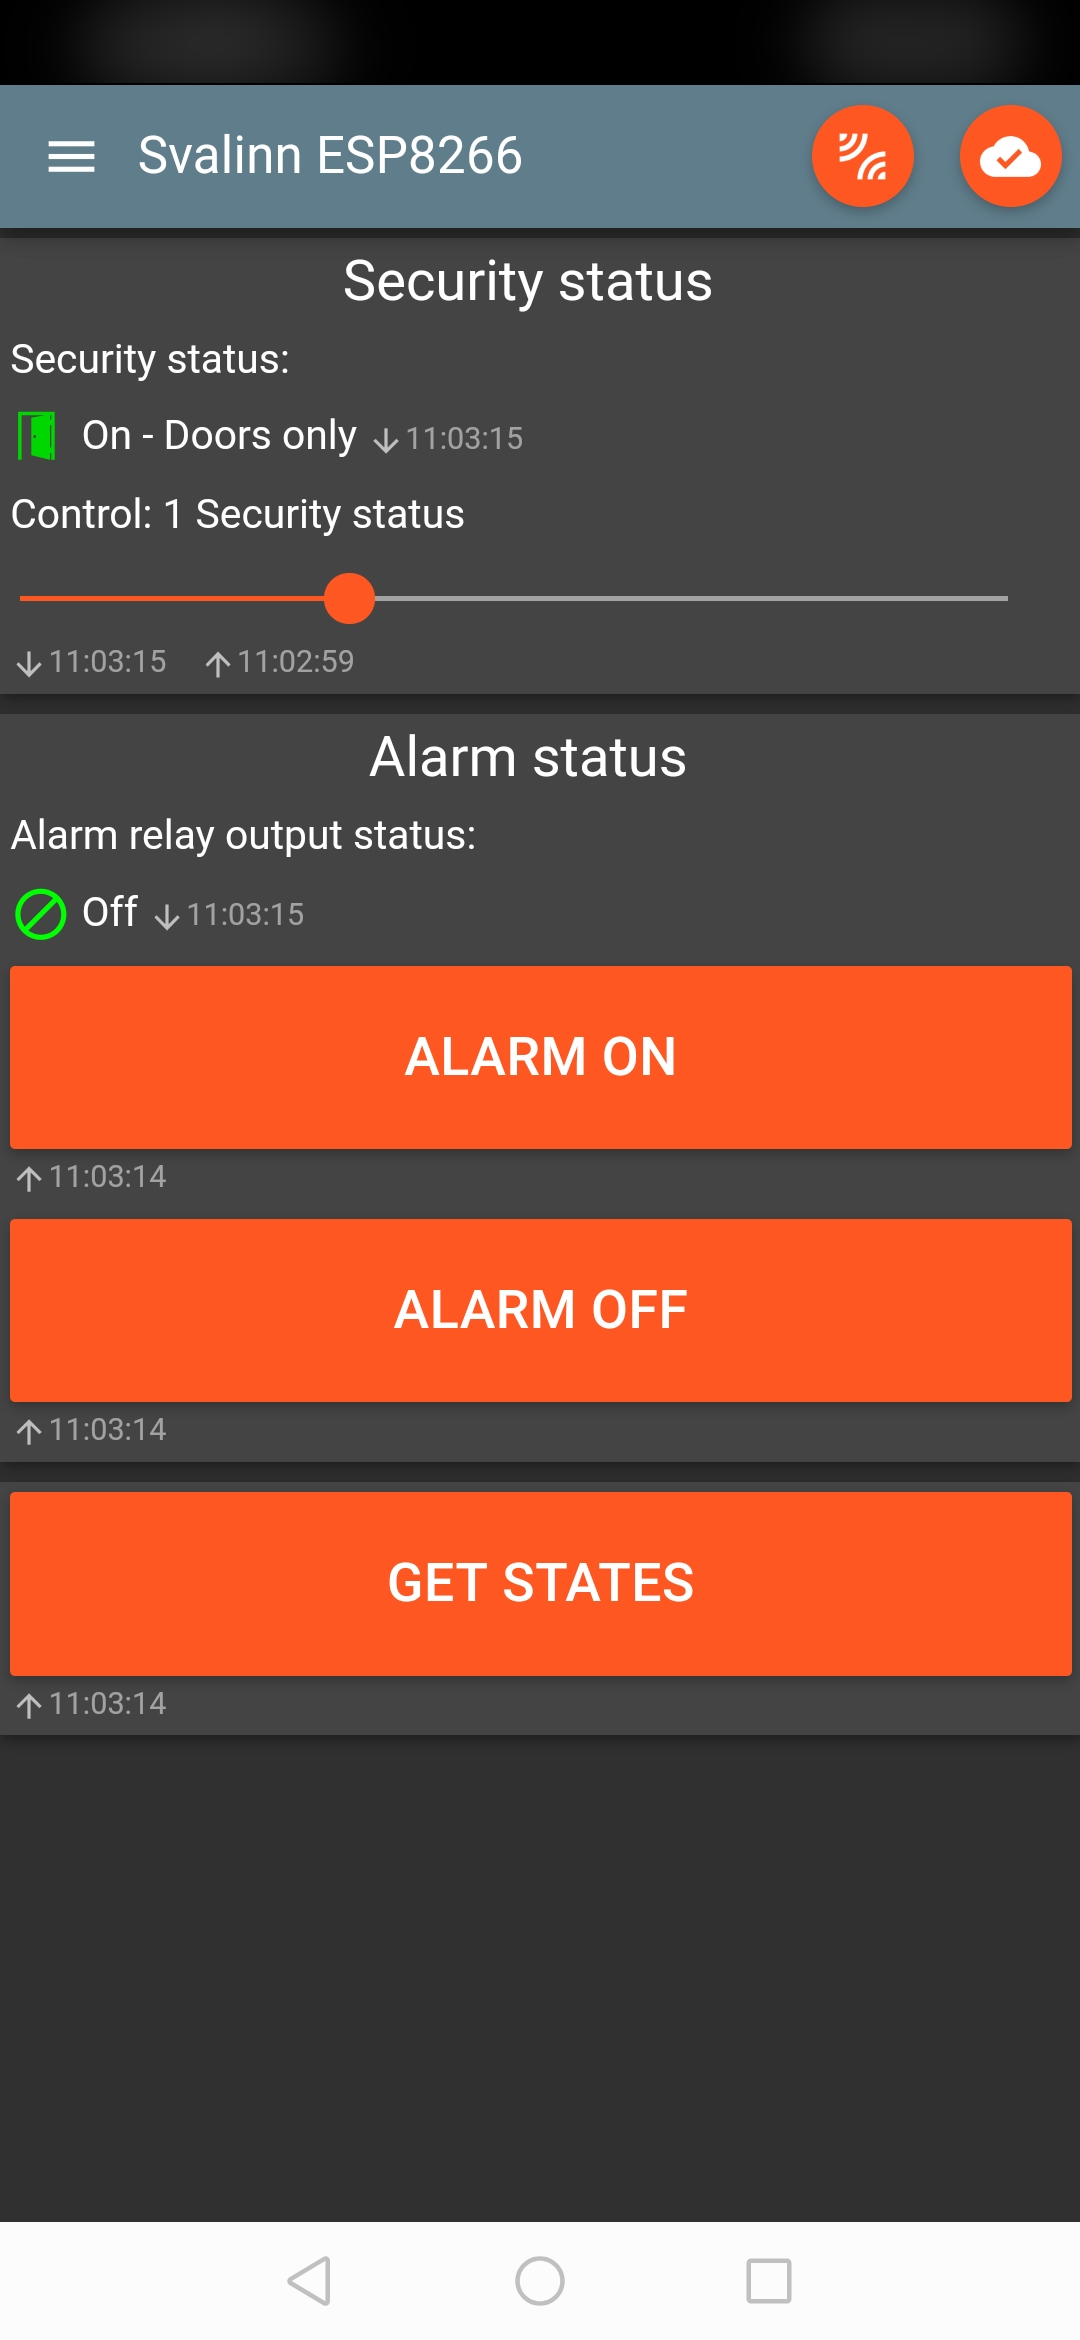 Svalinn ESP8266
Security status
Security status:
On - Doors only 11:03:15
Control: 1 Security status
11:03:15 11:02:59
Alarm status
Alarm relay output status:
Off 11:03:15
ALARM ON
11:03:14
ALARM OFF
11:03:14
GET STATES
11:03:14